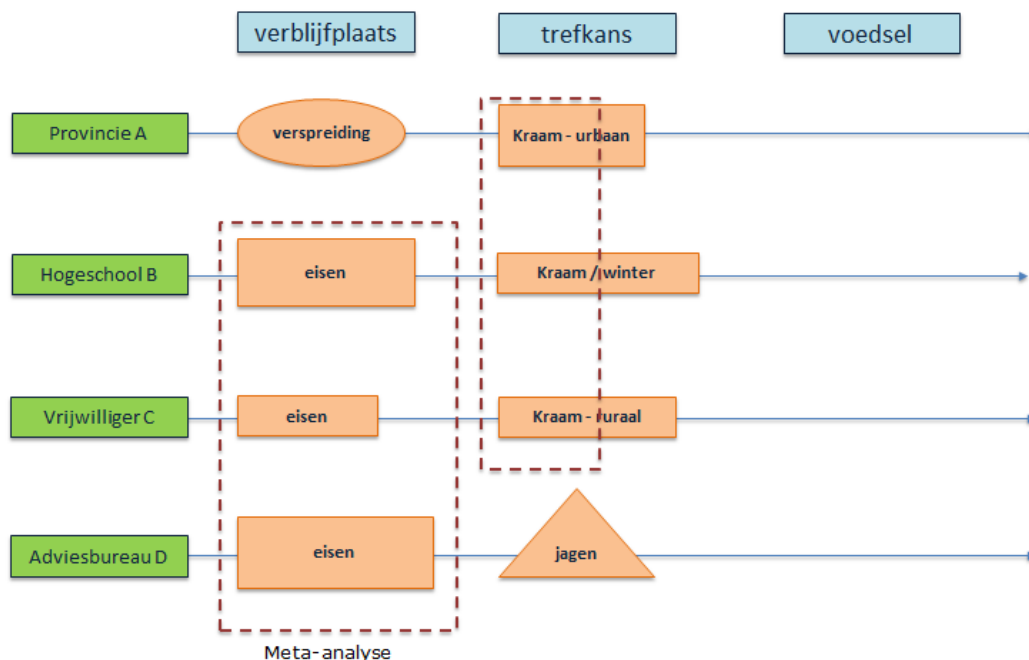 verblijfplaats trefkans voedsel
Provincie A verspreiding Kraam - urbaan
Hogeschool B eisen Kraam / winter
Vrijwilliger C eisen Kraam - ruraal
Adviesbureau D eisen jagen
Meta-analyse